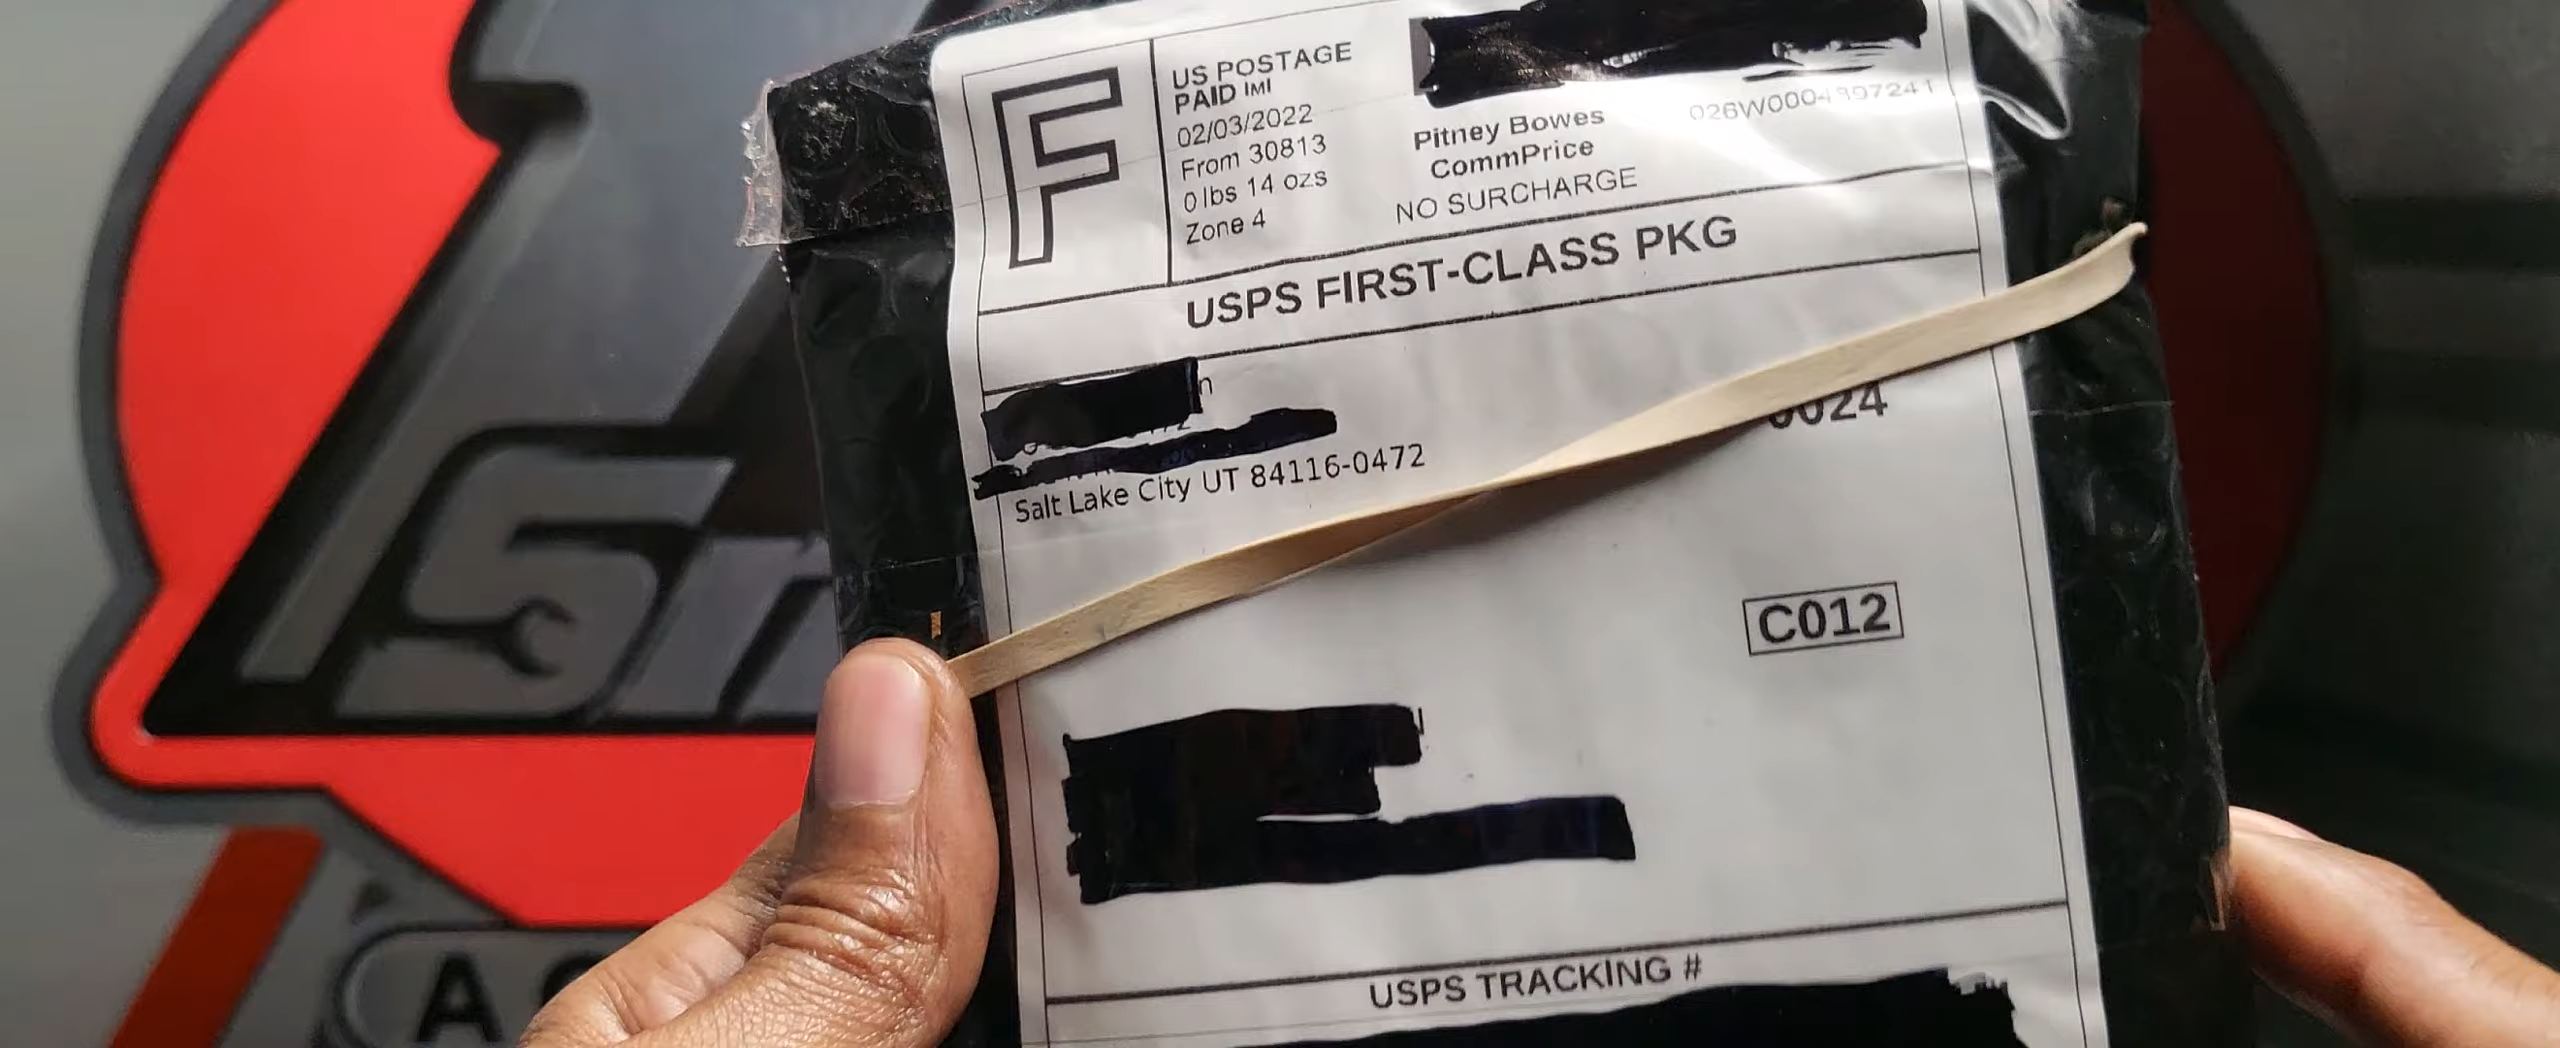 F
US POSTAGE
PAID IMI
02/03/2022
From 30813
0 lbs 14 ozs
Zone 4
Pitney Bowes
CommPrice
NO SURCHARGE
USPS FIRST-CLASS PKG
Salt Lake City UT 84116-0472
0024
C012
USPS TRACKING #